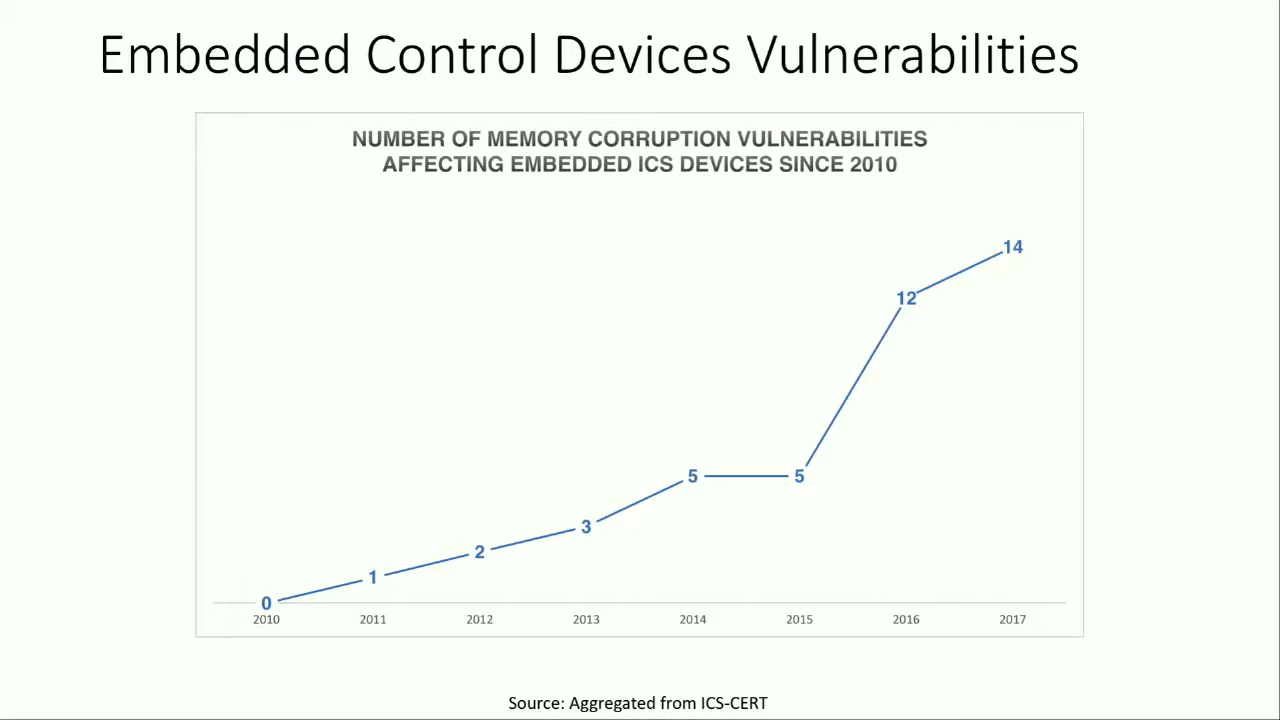 Embedded Control Devices Vulnerabilities
NUMBER OF MEMORY CORRUPTION VULNERABILITIES
AFFECTING EMBEDDED ICS DEVICES SINCE 2010
14
12
5
5
3
2
1
0
2010 2011 2012 2013 2014 2015 2016 2017
Source: Aggregated from ICS-CERT